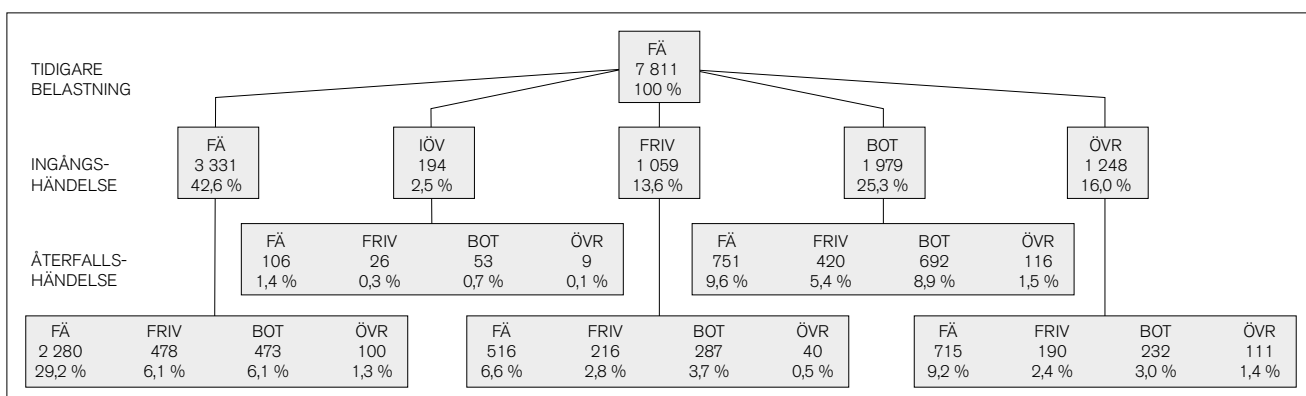 FÄ
7 811
100 %
TIDIGARE
BELASTNING
FÄ
3 331
42,6 %
IÖV
194
2,5 %
FRIV
1 059
13,6 %
BOT
1 979
25,3 %
ÖVR
1 248
16,0 %
INGÅNGS-
HÄNDELSE
FÄ FRIV BOT ÖVR
106 26 53 9
1,4 % 0,3 % 0,7 % 0,1 %
FÄ FRIV BOT ÖVR
751 420 692 116
9,6 % 5,4 % 8,9 % 1,5 %
ÅTERFALLS-
HÄNDELSE
FÄ FRIV BOT ÖVR
2 280 478 473 100
29,2 % 6,1 % 6,1 % 1,3 %
FÄ FRIV BOT ÖVR
516 216 287 40
6,6 % 2,8 % 3,7 % 0,5 %
FÄ FRIV BOT ÖVR
715 190 232 111
9,2 % 2,4 % 3,0 % 1,4 %